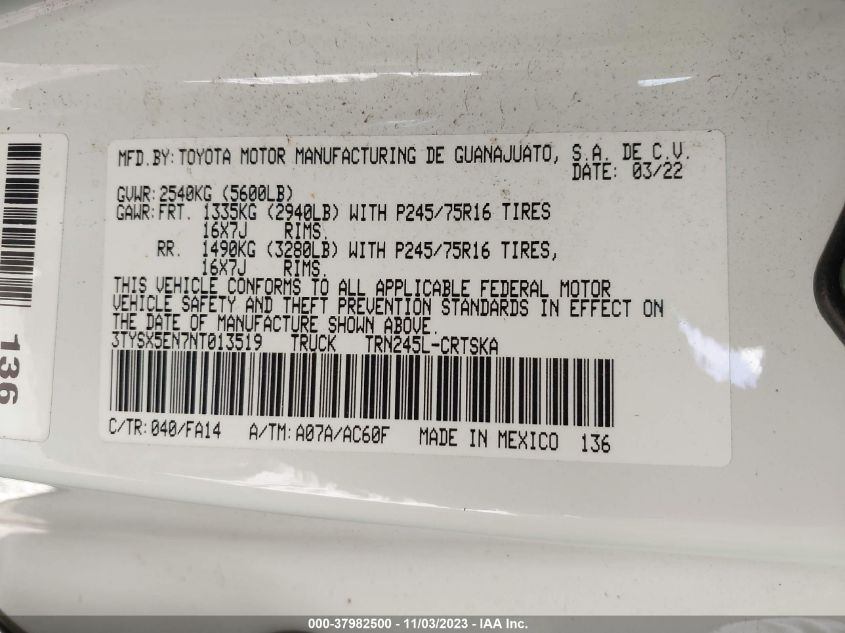 MFD.BY: TOYOTA MOTOR MANUFACTURING DE GUANAJUATO, S.A. DE C.V.
DATE: 03/22
GVWR: 2540KG (5600LB)
GAWR: FRT. 1335KG (2940LB) WITH P245/75R16 TIRES
16X7J RIMS.
RR. 1490KG (3280LB) WITH P245/75R16 TIRES,
16X7J RIMS.
THIS VEHICLE CONFORMS TO ALL APPLICABLE FEDERAL MOTOR
VEHICLE SAFETY AND THEFT PREVENTION STANDARDS IN EFFECT ON
THE DATE OF MANUFACTURE SHOWN ABOVE.
3TYSX5EN7NT013519 TRUCK TRN245L-CRTSKA
C/TR: 040/FA14 A/TM: A07A/AC60F MADE IN MEXICO 136
136
000-37982500 - 11/03/2023 - IAA Inc.